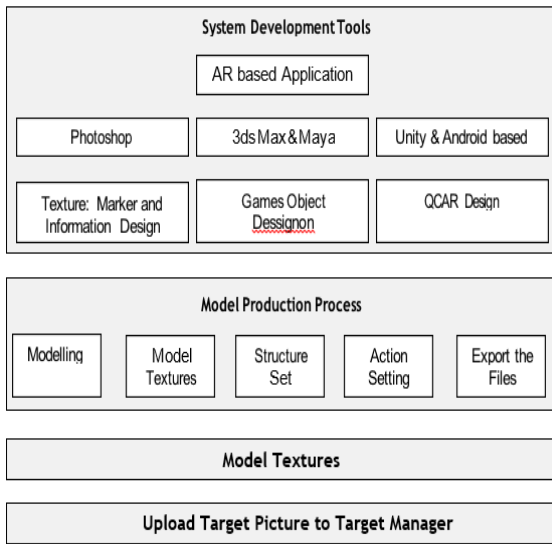 System Development Tools
AR based Application
Photoshop
3ds Max & Maya
Unity & Android based
Texture: Marker and
Information Design
Games Object
Dessignon
QCAR Design
Model Production Process
Modelling
Model
Textures
Structure
Set
Action
Setting
Export the
Files
Model Textures
Upload Target Picture to Target Manager